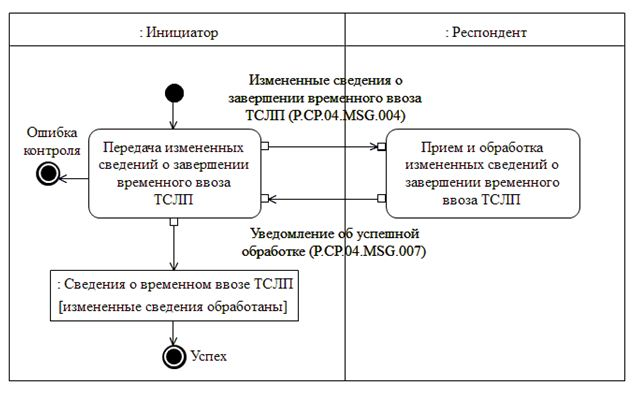 : Инициатор
: Респондент
Измененные сведения о
завершении временного ввоза
ТСЛП (P.CP.04.MSG.004)
Ошибка
контроля
Передача измененных
сведений о завершении
временного ввоза
ТСЛП
Прием и обработка
измененных сведений о
завершении временного
ввоза ТСЛП
Уведомление об успешной
обработке (P.CP.04.MSG.007)
: Сведения о временном ввозе ТСЛП
[измененные сведения обработаны]
Успех